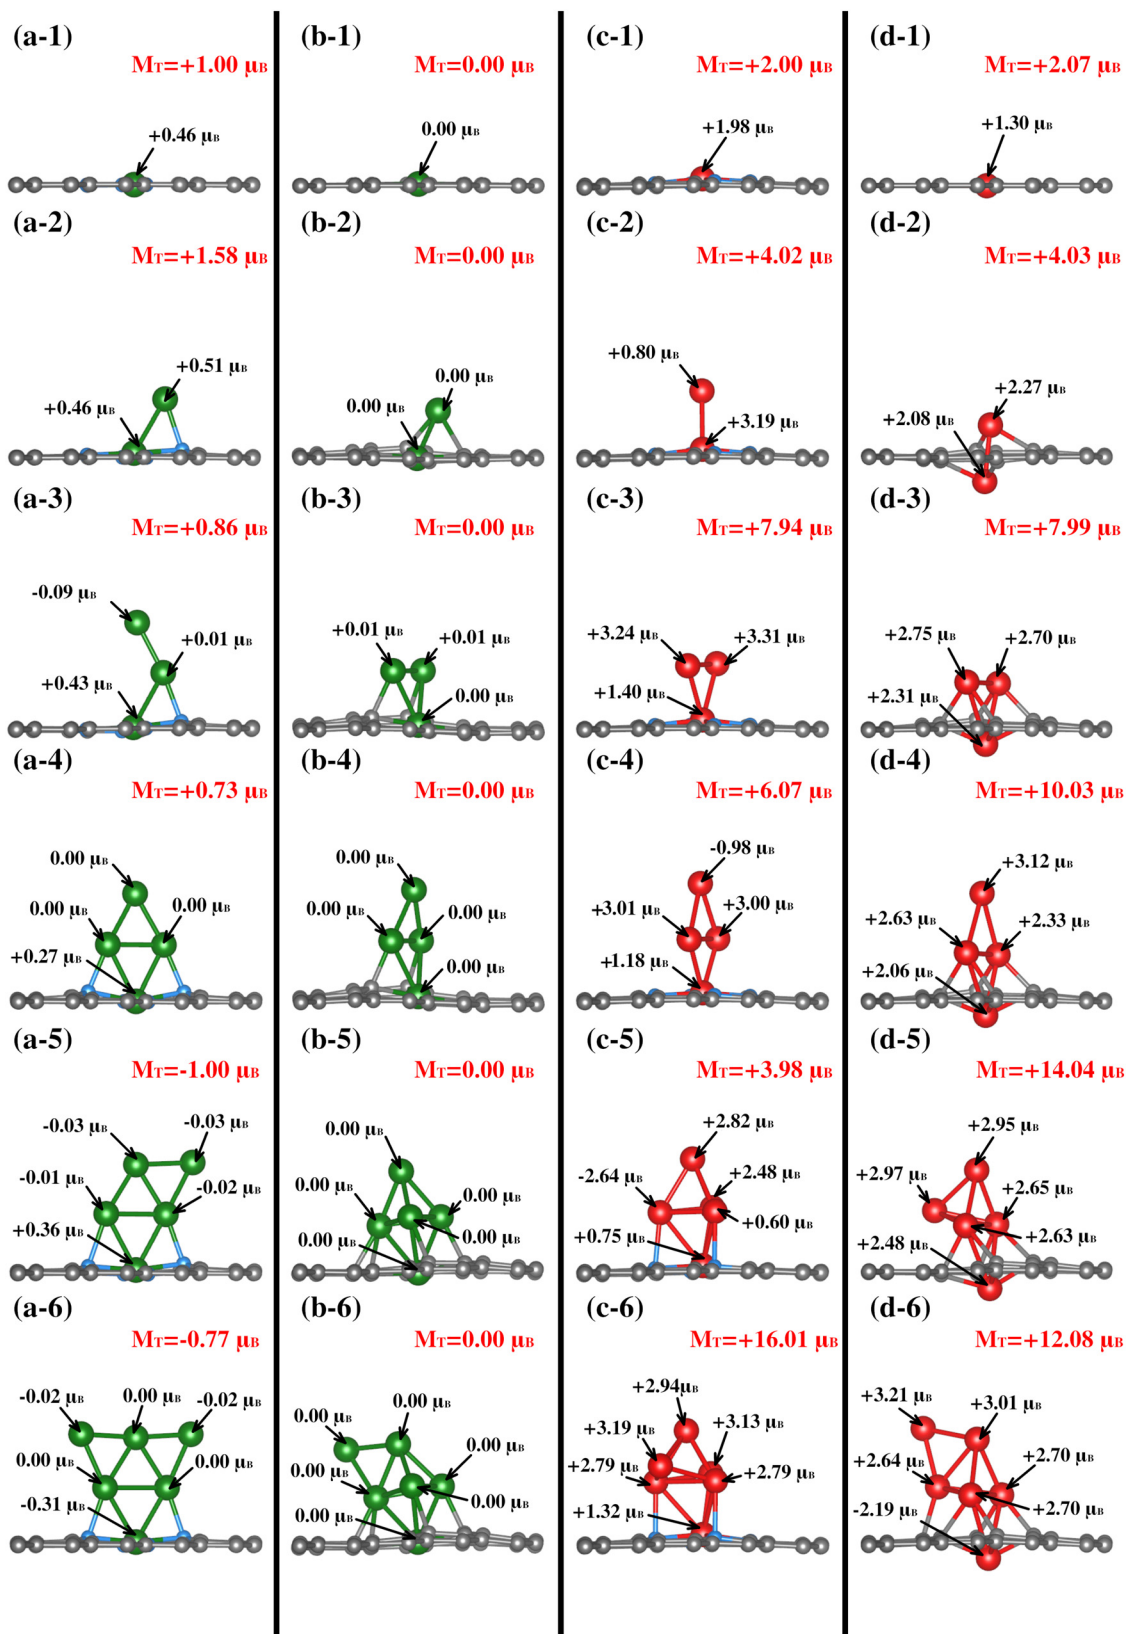 (a-1) (b-1) (c-1) (d-1)
MT=+1.00 μB MT=0.00 μB MT=+2.00 μB MT=+2.07 μB
+0.46 μB 0.00 μB +1.98 μB +1.30 μB
(a-2) (b-2) (c-2) (d-2)
MT=+1.58 μB MT=0.00 μB MT=+4.02 μB MT=+4.03 μB
+0.51 μB 0.00 μB +0.80 μB +2.27 μB
+0.46 μB 0.00 μB +3.19 μB +2.08 μB
(a-3) (b-3) (c-3) (d-3)
MT=+0.86 μB MT=0.00 μB MT=+7.94 μB MT=+7.99 μB
-0.09 μB
+0.01 μB +0.01 μB +0.01 μB +3.24 μB +3.31 μB +2.75 μB +2.70 μB
+0.43 μB 0.00 μB +1.40 μB +2.31 μB
(a-4) (b-4) (c-4) (d-4)
MT=+0.73 μB MT=0.00 μB MT=+6.07 μB MT=+10.03 μB
0.00 μB 0.00 μB -0.98 μB +3.12 μB
0.00 μB 0.00 μB 0.00 μB 0.00 μB +3.01 μB +3.00 μB +2.63 μB +2.33 μB
+0.27 μB 0.00 μB +1.18 μB +2.06 μB
(a-5) (b-5) (c-5) (d-5)
MT=-1.00 μB MT=0.00 μB MT=+3.98 μB MT=+14.04 μB
-0.03 μB -0.03 μB 0.00 μB +2.82 μB +2.95 μB
-0.01 μB -0.02 μB 0.00 μB 0.00 μB -2.64 μB +2.48 μB +2.97 μB +2.65 μB
+0.36 μB 0.00 μB 0.00 μB +0.75 μB +0.60 μB +2.48 μB +2.63 μB
(a-6) (b-6) (c-6) (d-6)
MT=-0.77 μB MT=0.00 μB MT=+16.01 μB MT=+12.08 μB
-0.02 μB 0.00 μB -0.02 μB 0.00 μB 0.00 μB +2.94μB +3.21 μB +3.01 μB
0.00 μB 0.00 μB 0.00 μB 0.00 μB +3.19 μB +3.13 μB +2.64 μB +2.70 μB
-0.31 μB 0.00 μB 0.00 μB +2.79 μB +2.79 μB -2.19 μB +2.70 μB
+1.32 μB